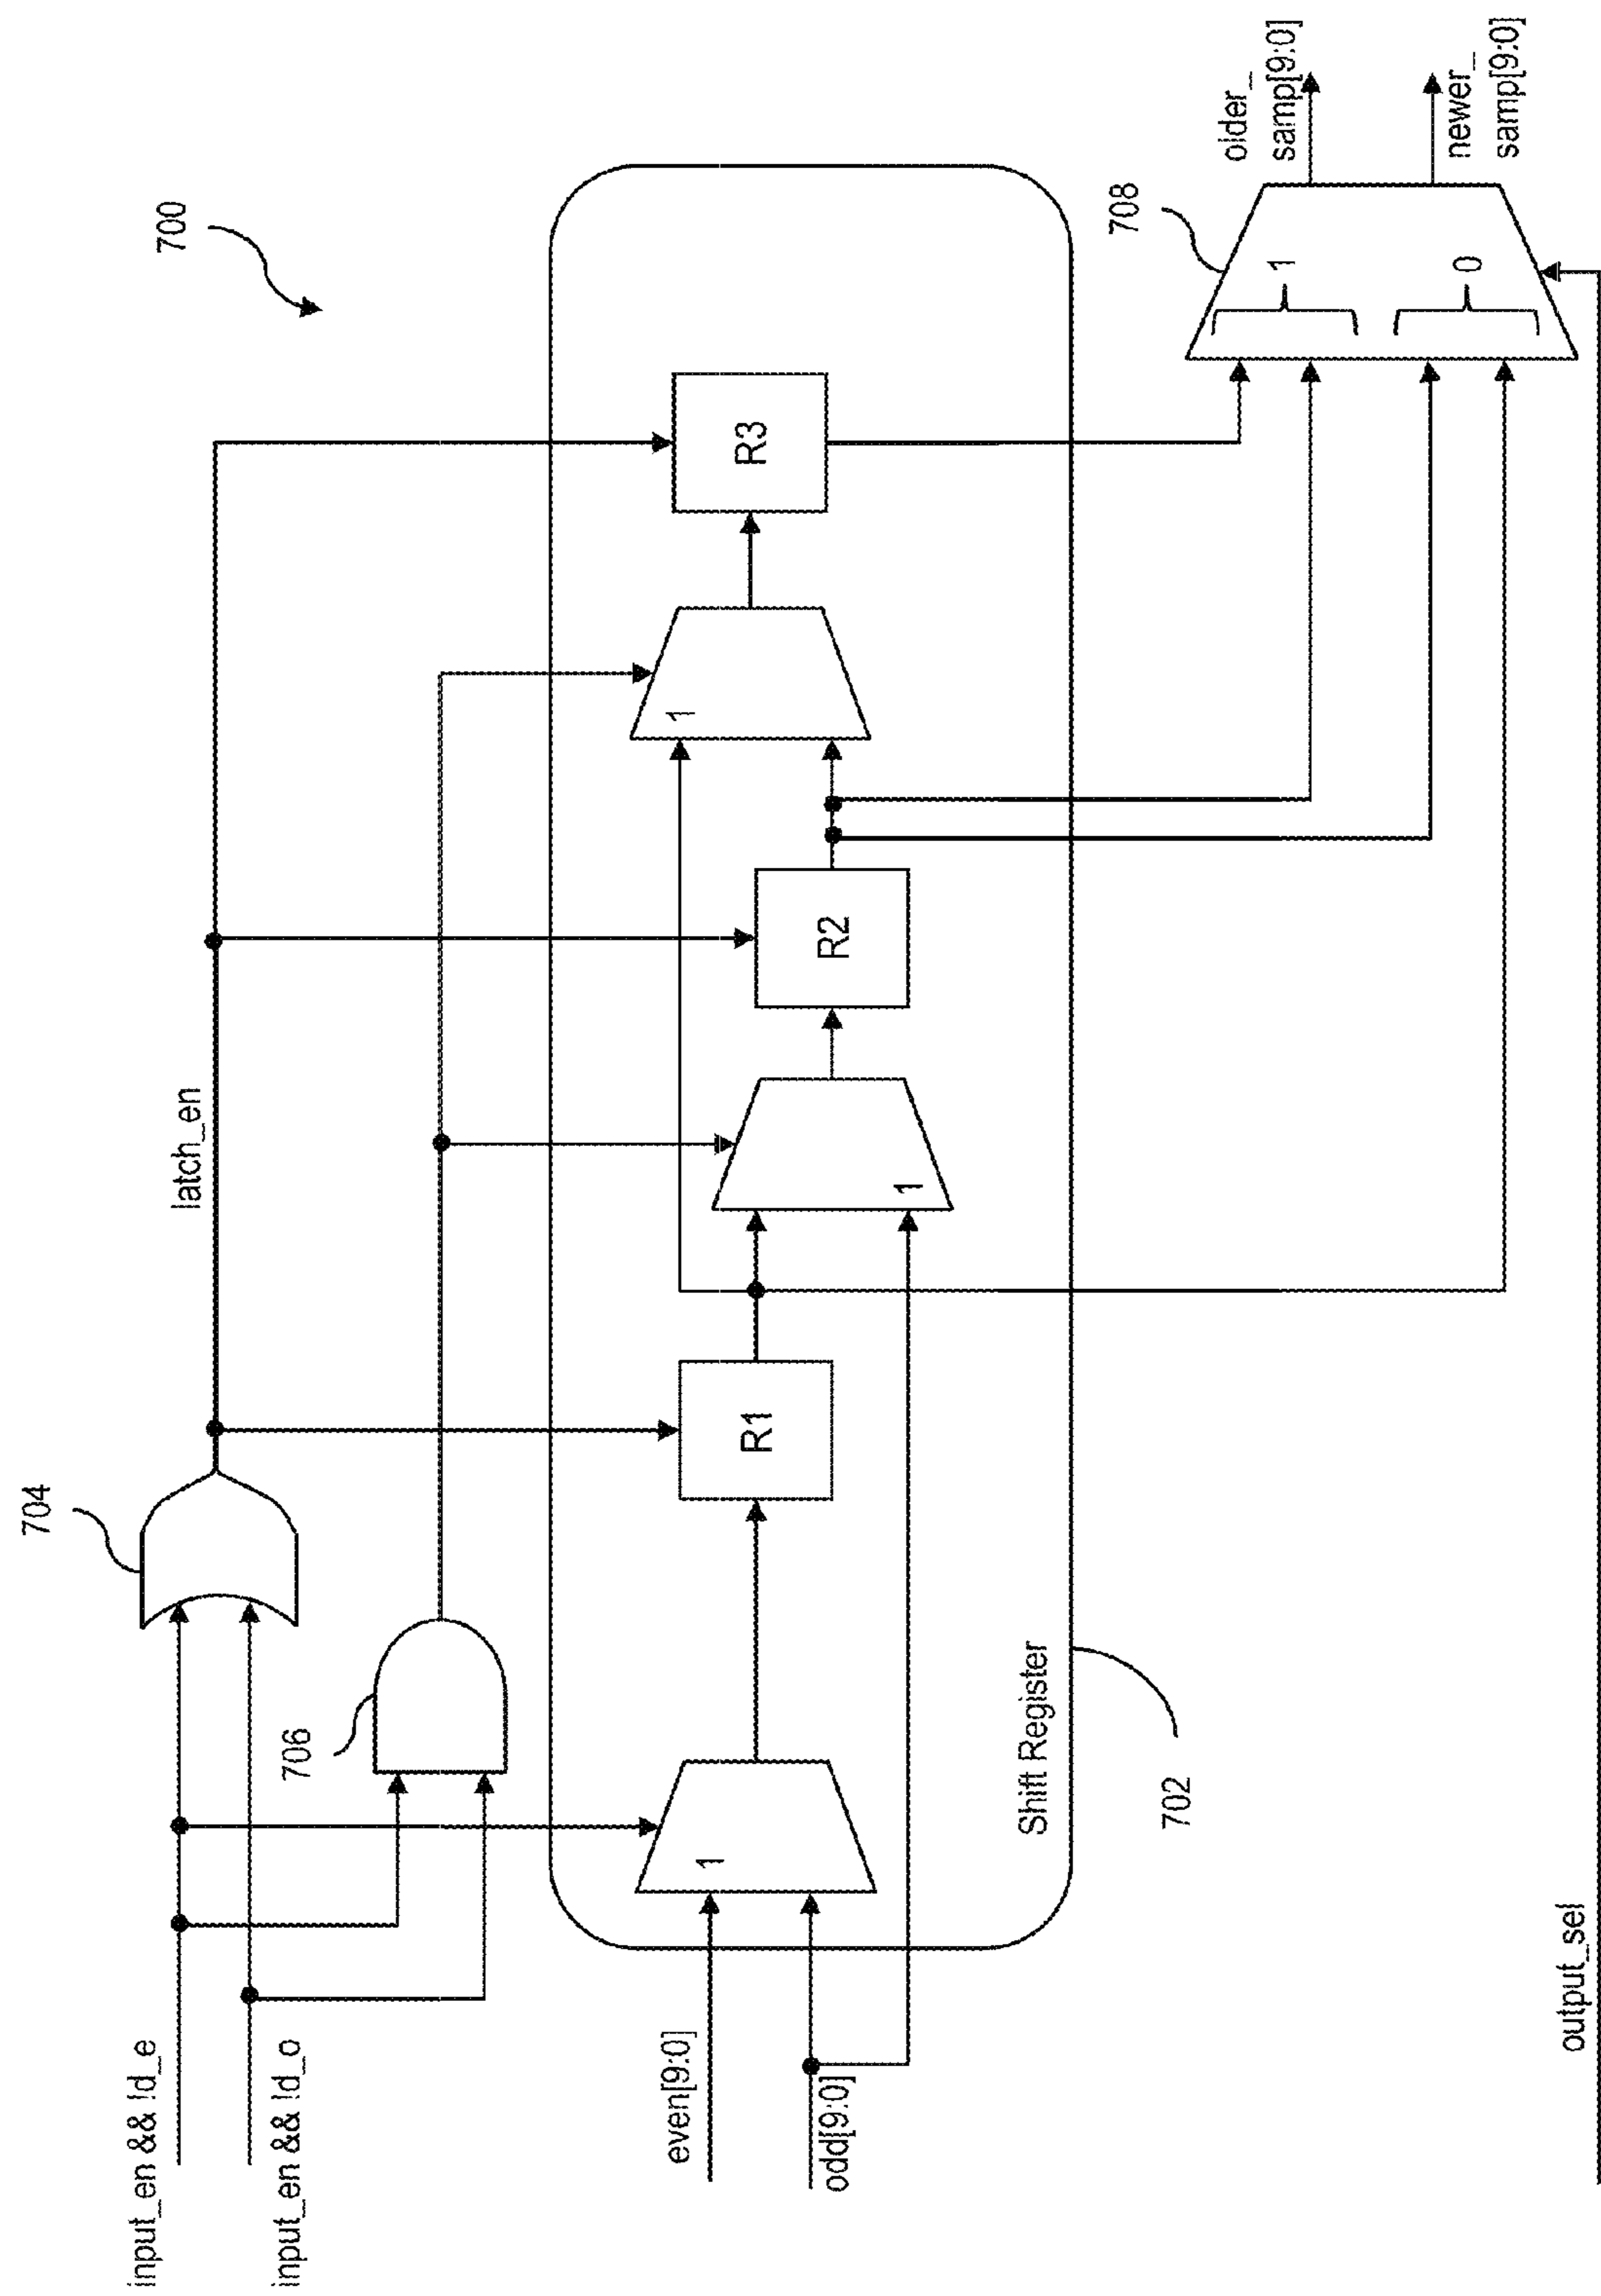 704
input_en && ld_e
latch_en
700
input_en && ld_o
706
even[9:0]
1
1
R1
R2
R3
odd[9:0]
1
Shift Register
702
708
older_
samp[9:0]
1
0
newer_
samp[9:0]
output_sel